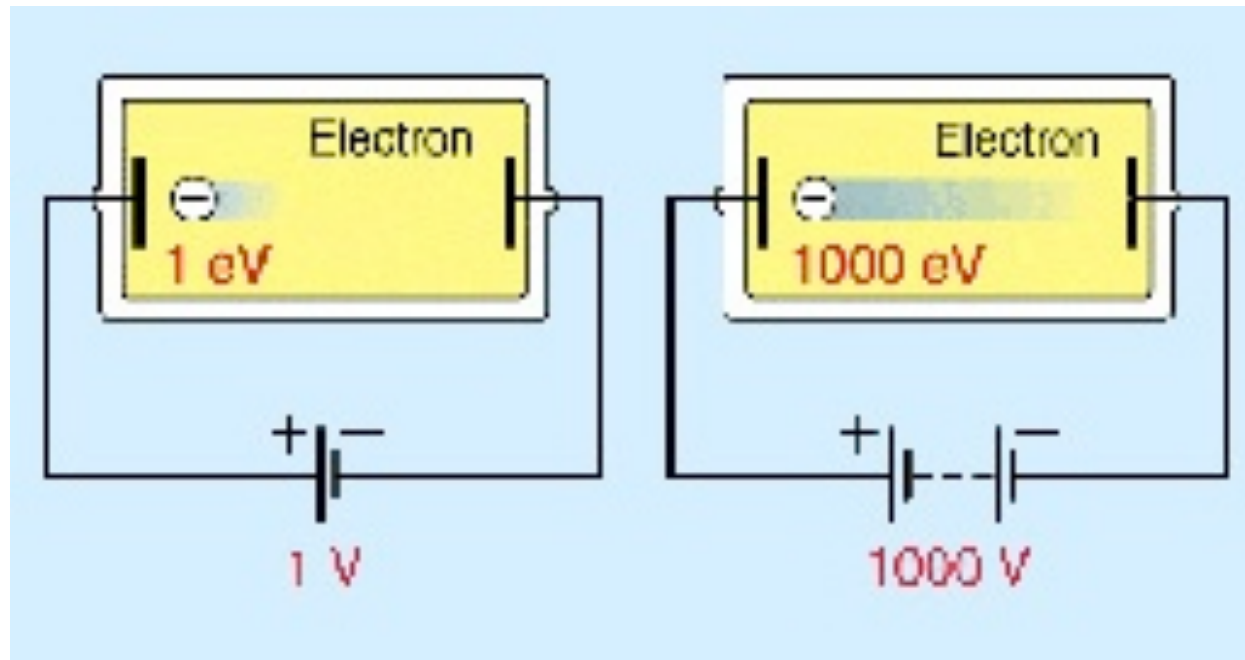 Electron
−
1 eV
+ −
1 V
Electron
−
1000 eV
+ −
1000 V